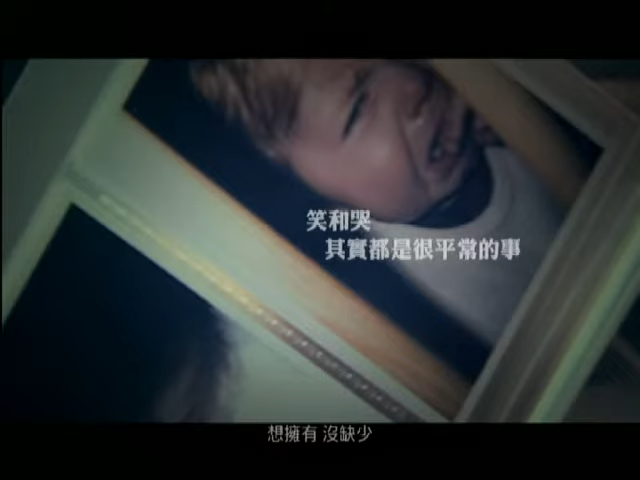 笑和哭
其實都是很平常的事
想擁有 沒缺少